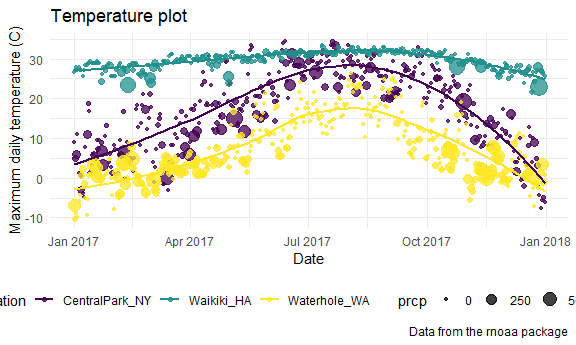 Temperature plot
Maximum daily temperature (C)
30
20
10
0
-10
Jan 2017 Apr 2017 Jul 2017 Oct 2017 Jan 2018
Date
CentralPark_NY Waikiki_HA Waterhole_WA prcp 0 250
Data from the rnoaa package